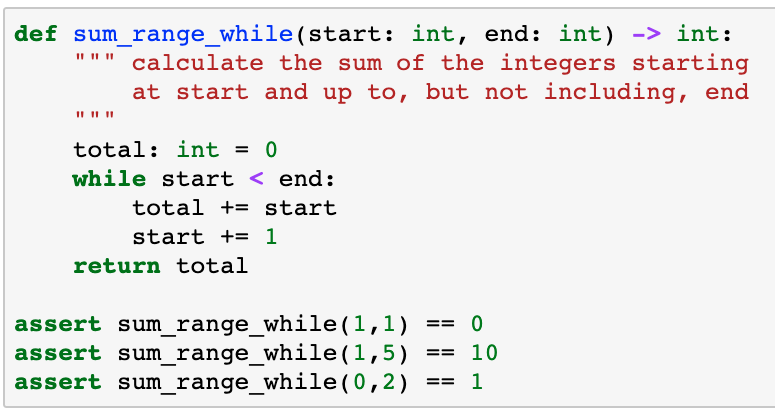 def sum_range_while(start: int, end: int) -> int:
    """ calculate the sum of the integers starting
        at start and up to, but not including, end
    """
    total: int = 0
    while start < end:
        total += start
        start += 1
    return total

assert sum_range_while(1,1) == 0
assert sum_range_while(1,5) == 10
assert sum_range_while(0,2) == 1